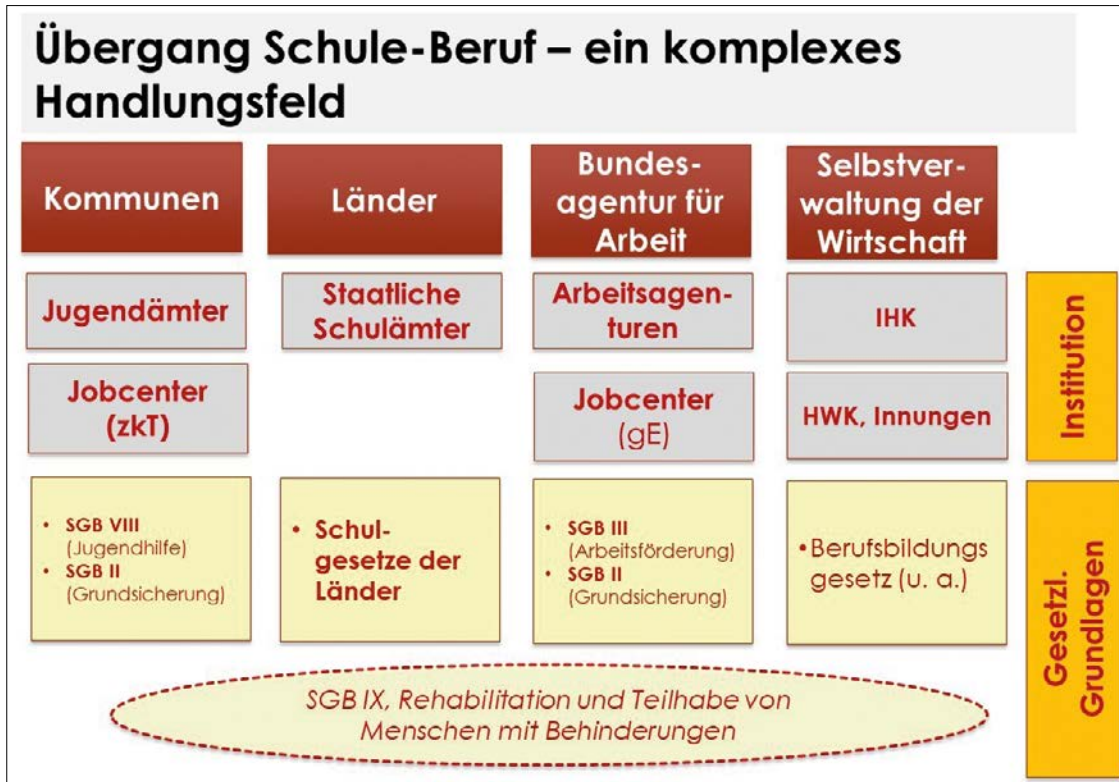 Übergang Schule-Beruf – ein komplexes
Handlungsfeld
Kommunen
Länder
Bundes-
agentur für
Arbeit
Selbstver-
waltung der
Wirtschaft
Jugendämter
Staatliche
Schulämter
Arbeitsagen-
turen
IHK
Jobcenter
(zkT)
Jobcenter
(gE)
HWK, Innungen
Institution
• SGB VIII
(Jugendhilfe)
• SGB II
(Grundsicherung)
• Schul-
gesetze der
Länder
• SGB III
(Arbeitsförderung)
• SGB II
(Grundsicherung)
• Berufsbildungs
gesetz (u. a.)
Gesetzl.
Grundlagen
SGB IX, Rehabilitation und Teilhabe von
Menschen mit Behinderungen